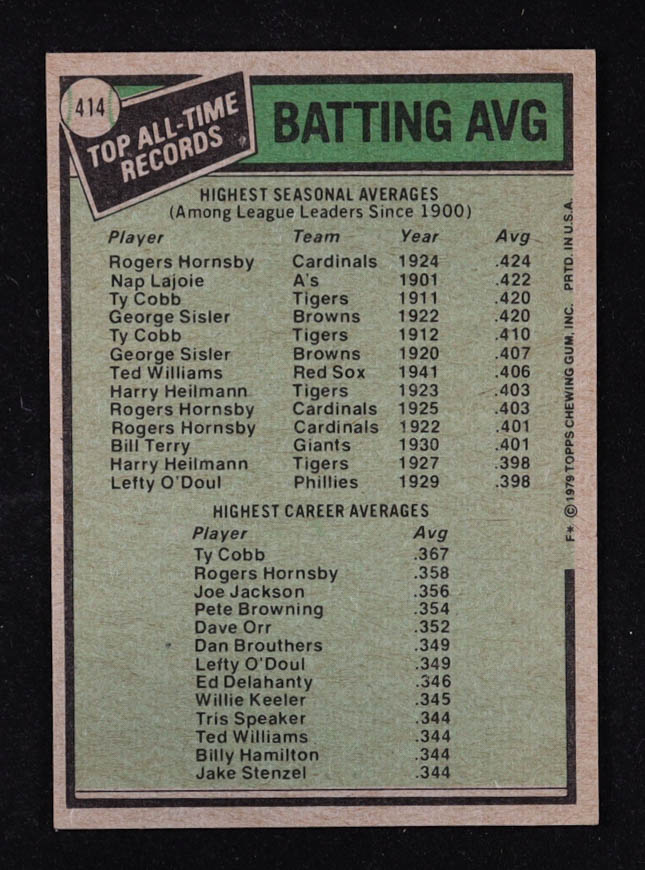 414
TOP ALL-TIME
RECORDS
BATTING AVG
HIGHEST SEASONAL AVERAGES
(Among League Leaders Since 1900)
Player Team Year Avg
Rogers Hornsby Cardinals 1924 .424
Nap Lajoie A's 1901 .422
Ty Cobb Tigers 1911 .420
George Sisler Browns 1922 .420
Ty Cobb Tigers 1912 .410
George Sisler Browns 1920 .407
Ted Williams Red Sox 1941 .406
Harry Heilmann Tigers 1923 .403
Rogers Hornsby Cardinals 1925 .403
Rogers Hornsby Cardinals 1922 .401
Bill Terry Giants 1930 .401
Harry Heilmann Tigers 1927 .398
Lefty O'Doul Phillies 1929 .398
HIGHEST CAREER AVERAGES
Player Avg
Ty Cobb .367
Rogers Hornsby .358
Joe Jackson .356
Pete Browning .354
Dave Orr .352
Dan Brouthers .349
Lefty O'Doul .349
Ed Delahanty .346
Willie Keeler .345
Tris Speaker .344
Ted Williams .344
Billy Hamilton .344
Jake Stenzel .344
F* © 1979 TOPPS CHEWING GUM, INC. PRTD. IN U.S.A.